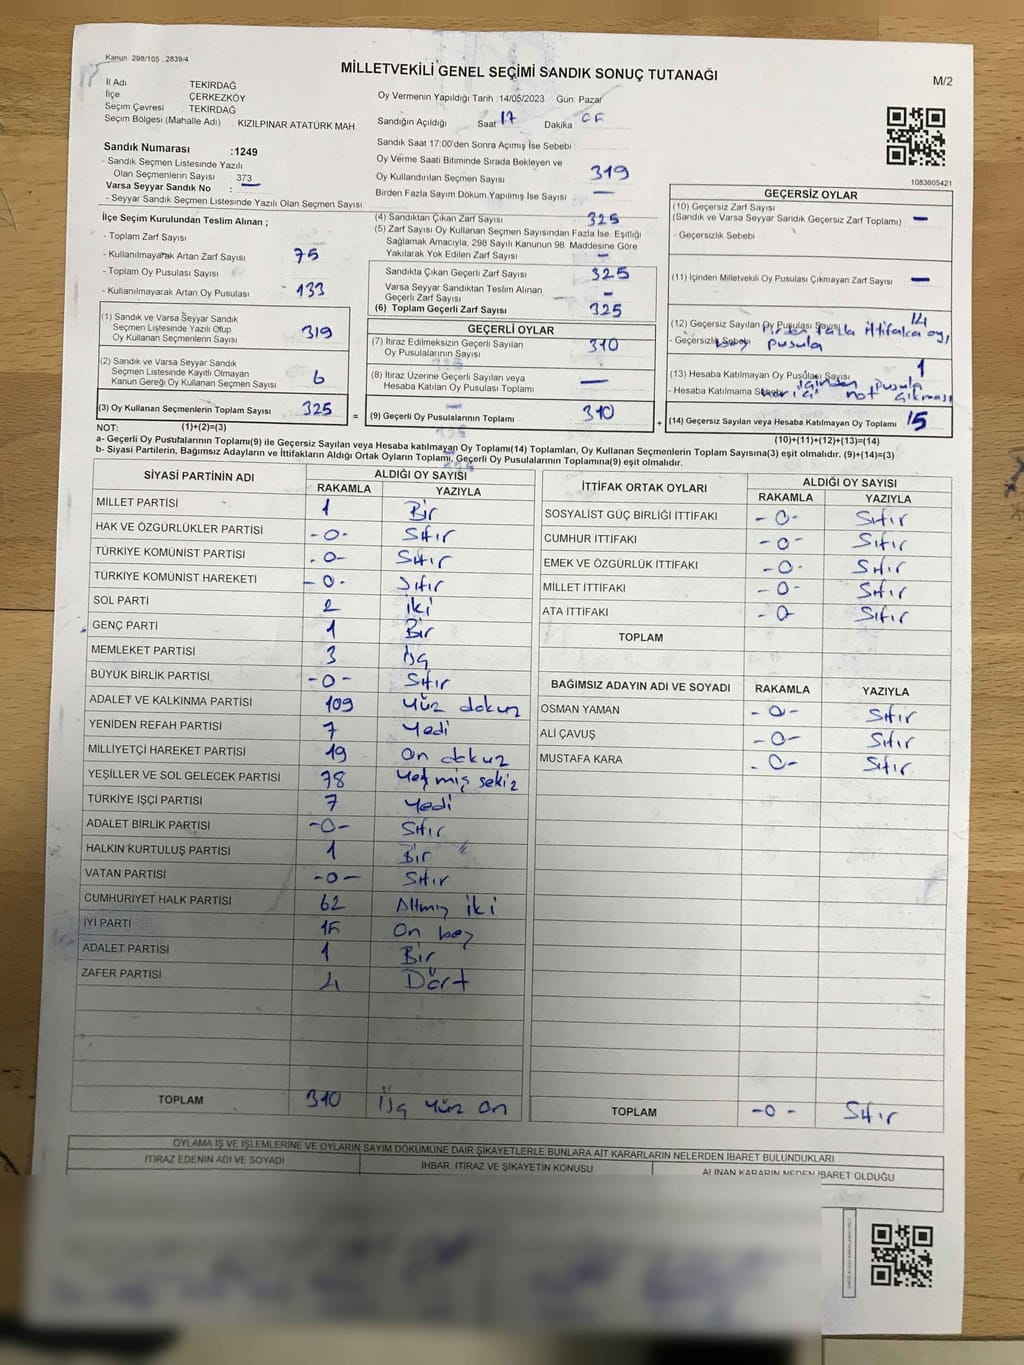 Kanun 298/105 , 2839/4
MİLLETVEKİLİ GENEL SEÇİMİ SANDIK SONUÇ TUTANAĞI
M/2
İl Adı TEKİRDAĞ
İlçe ÇERKEZKÖY
Seçim Çevresi TEKİRDAĞ
Seçim Bölgesi (Mahalle Adı) KIZILPINAR ATATÜRK MAH.
Sandık Numarası :1249
- Sandık Seçmen Listesinde Yazılı
Olan Seçmenlerin Sayısı : 373
Varsa Seyyar Sandık No : —
- Seyyar Sandık Seçmen Listesinde Yazılı Olan Seçmen Sayısı:
Oy Vermenin Yapıldığı Tarih :14/05/2023 Gün: Pazar
Sandığın Açıldığı Saat 17 Dakika
Sandık Saat 17:00'den Sonra Açımış İse Sebebi :
Oy Verme Saati Bitiminde Sırada Bekleyen ve
Oy Kullandırılan Seçmen Sayısı 319
Birden Fazla Sayım Döküm Yapılmış İse Sayısı —
1083605421
İlçe Seçim Kurulundan Teslim Alınan ;
- Toplam Zarf Sayısı
- Kullanılmayarak Artan Zarf Sayısı 75
- Toplam Oy Pusulası Sayısı
- Kullanılmayarak Artan Oy Pusulası 133
(1) Sandık ve Varsa Seyyar Sandık
Seçmen Listesinde Yazılı Olup
Oy Kullanan Seçmenlerin Sayısı 319
(2) Sandık ve Varsa Seyyar Sandık
Seçmen Listesinde Kayıtlı Olmayan
Kanun Gereği Oy Kullanan Seçmen Sayısı 6
(3) Oy Kullanan Seçmenlerin Toplam Sayısı 325
(4) Sandıktan Çıkan Zarf Sayısı 325
(5) Zarf Sayısı Oy Kullanan Seçmen Sayısından Fazla İse, Eşitliği
Sağlamak Amacıyla, 298 Sayılı Kanunun 98. Maddesine Göre
Yakılarak Yok Edilen Zarf Sayısı —
Sandıkta Çıkan Geçerli Zarf Sayısı 325
Varsa Seyyar Sandıktan Teslim Alınan
Geçerli Zarf Sayısı —
(6) Toplam Geçerli Zarf Sayısı 325
GEÇERLİ OYLAR
(7) İtiraz Edilmeksizin Geçerli Sayılan
Oy Pusulalarının Sayısı 310
(8) İtiraz Üzerine Geçerli Sayılan veya
Hesaba Katılan Oy Pusulası Toplamı —
= (9) Geçerli Oy Pusulalarının Toplamı 310
GEÇERSİZ OYLAR
(10) Geçersiz Zarf Sayısı
(Sandık ve Varsa Seyyar Sandık Geçersiz Zarf Toplamı) —
- Geçersizlik Sebebi
(11) İçinden Milletvekili Oy Pusulası Çıkmayan Zarf Sayısı —
(12) Geçersiz Sayılan Oy Pusulası Sayısı 14
- Geçersizlik Sebebi Birden fazla ittifaka oy,
boş pusula
(13) Hesaba Katılmayan Oy Pusulası Sayısı 1
- Hesaba Katılmama Sebebi içinden pusula
harici not çıkması
+ (14) Geçersiz Sayılan veya Hesaba Katılmayan Oy Toplamı 15
NOT: (1)+(2)=(3)
(10)+(11)+(12)+(13)=(14)
a- Geçerli Oy Pusulalarının Toplamı(9) ile Geçersiz Sayılan veya Hesaba katılmayan Oy Toplamı(14) Toplamları, Oy Kullanan Seçmenlerin Toplam Sayısına(3) eşit olmalıdır. (9)+(14)=(3)
b- Siyasi Partilerin, Bağımsız Adayların ve İttifakların Aldığı Ortak Oyların Toplamı, Geçerli Oy Pusulalarının Toplamına(9) eşit olmalıdır.
SİYASİ PARTİNİN ADI ALDIĞI OY SAYISI
RAKAMLA YAZIYLA
MİLLET PARTİSİ 1 Bir
HAK VE ÖZGÜRLÜKLER PARTİSİ -0- Sıfır
TÜRKİYE KOMÜNİST PARTİSİ -0- Sıfır
TÜRKİYE KOMÜNİST HAREKETİ -0- Sıfır
SOL PARTİ 2 İki
GENÇ PARTİ 1 Bir
MEMLEKET PARTİSİ 3 Üç
BÜYÜK BİRLİK PARTİSİ -0- Sıfır
ADALET VE KALKINMA PARTİSİ 109 Yüz dokuz
YENİDEN REFAH PARTİSİ 7 Yedi
MİLLİYETÇİ HAREKET PARTİSİ 19 On dokuz
YEŞİLLER VE SOL GELECEK PARTİSİ 78 Yetmiş sekiz
TÜRKİYE İŞÇİ PARTİSİ 7 Yedi
ADALET BİRLİK PARTİSİ -0- Sıfır
HALKIN KURTULUŞ PARTİSİ 1 Bir
VATAN PARTİSİ -0- Sıfır
CUMHURİYET HALK PARTİSİ 62 Altmış iki
İYİ PARTİ 15 On beş
ADALET PARTİSİ 1 Bir
ZAFER PARTİSİ 4 Dört
TOPLAM 310 Üç yüz on
İTTİFAK ORTAK OYLARI ALDIĞI OY SAYISI
RAKAMLA YAZIYLA
SOSYALİST GÜÇ BİRLİĞİ İTTİFAKI -0- Sıfır
CUMHUR İTTİFAKI -0- Sıfır
EMEK VE ÖZGÜRLÜK İTTİFAKI -0- Sıfır
MİLLET İTTİFAKI -0- Sıfır
ATA İTTİFAKI -0- Sıfır
TOPLAM
BAĞIMSIZ ADAYIN ADI VE SOYADI RAKAMLA YAZIYLA
OSMAN YAMAN -0- Sıfır
ALİ ÇAVUŞ -0- Sıfır
MUSTAFA KARA -0- Sıfır
TOPLAM -0- Sıfır
OYLAMA İŞ VE İŞLEMLERİNE VE OYLARIN SAYIM DÖKÜMÜNE DAİR ŞİKAYETLERLE BUNLARA AİT KARARLARIN NELERDEN İBARET BULUNDUKLARI
İTİRAZ EDENİN ADI VE SOYADI İHBAR, İTİRAZ VE ŞİKAYETİN KONUSU ALINAN KARARIN NEDEN İBARET OLDUĞU